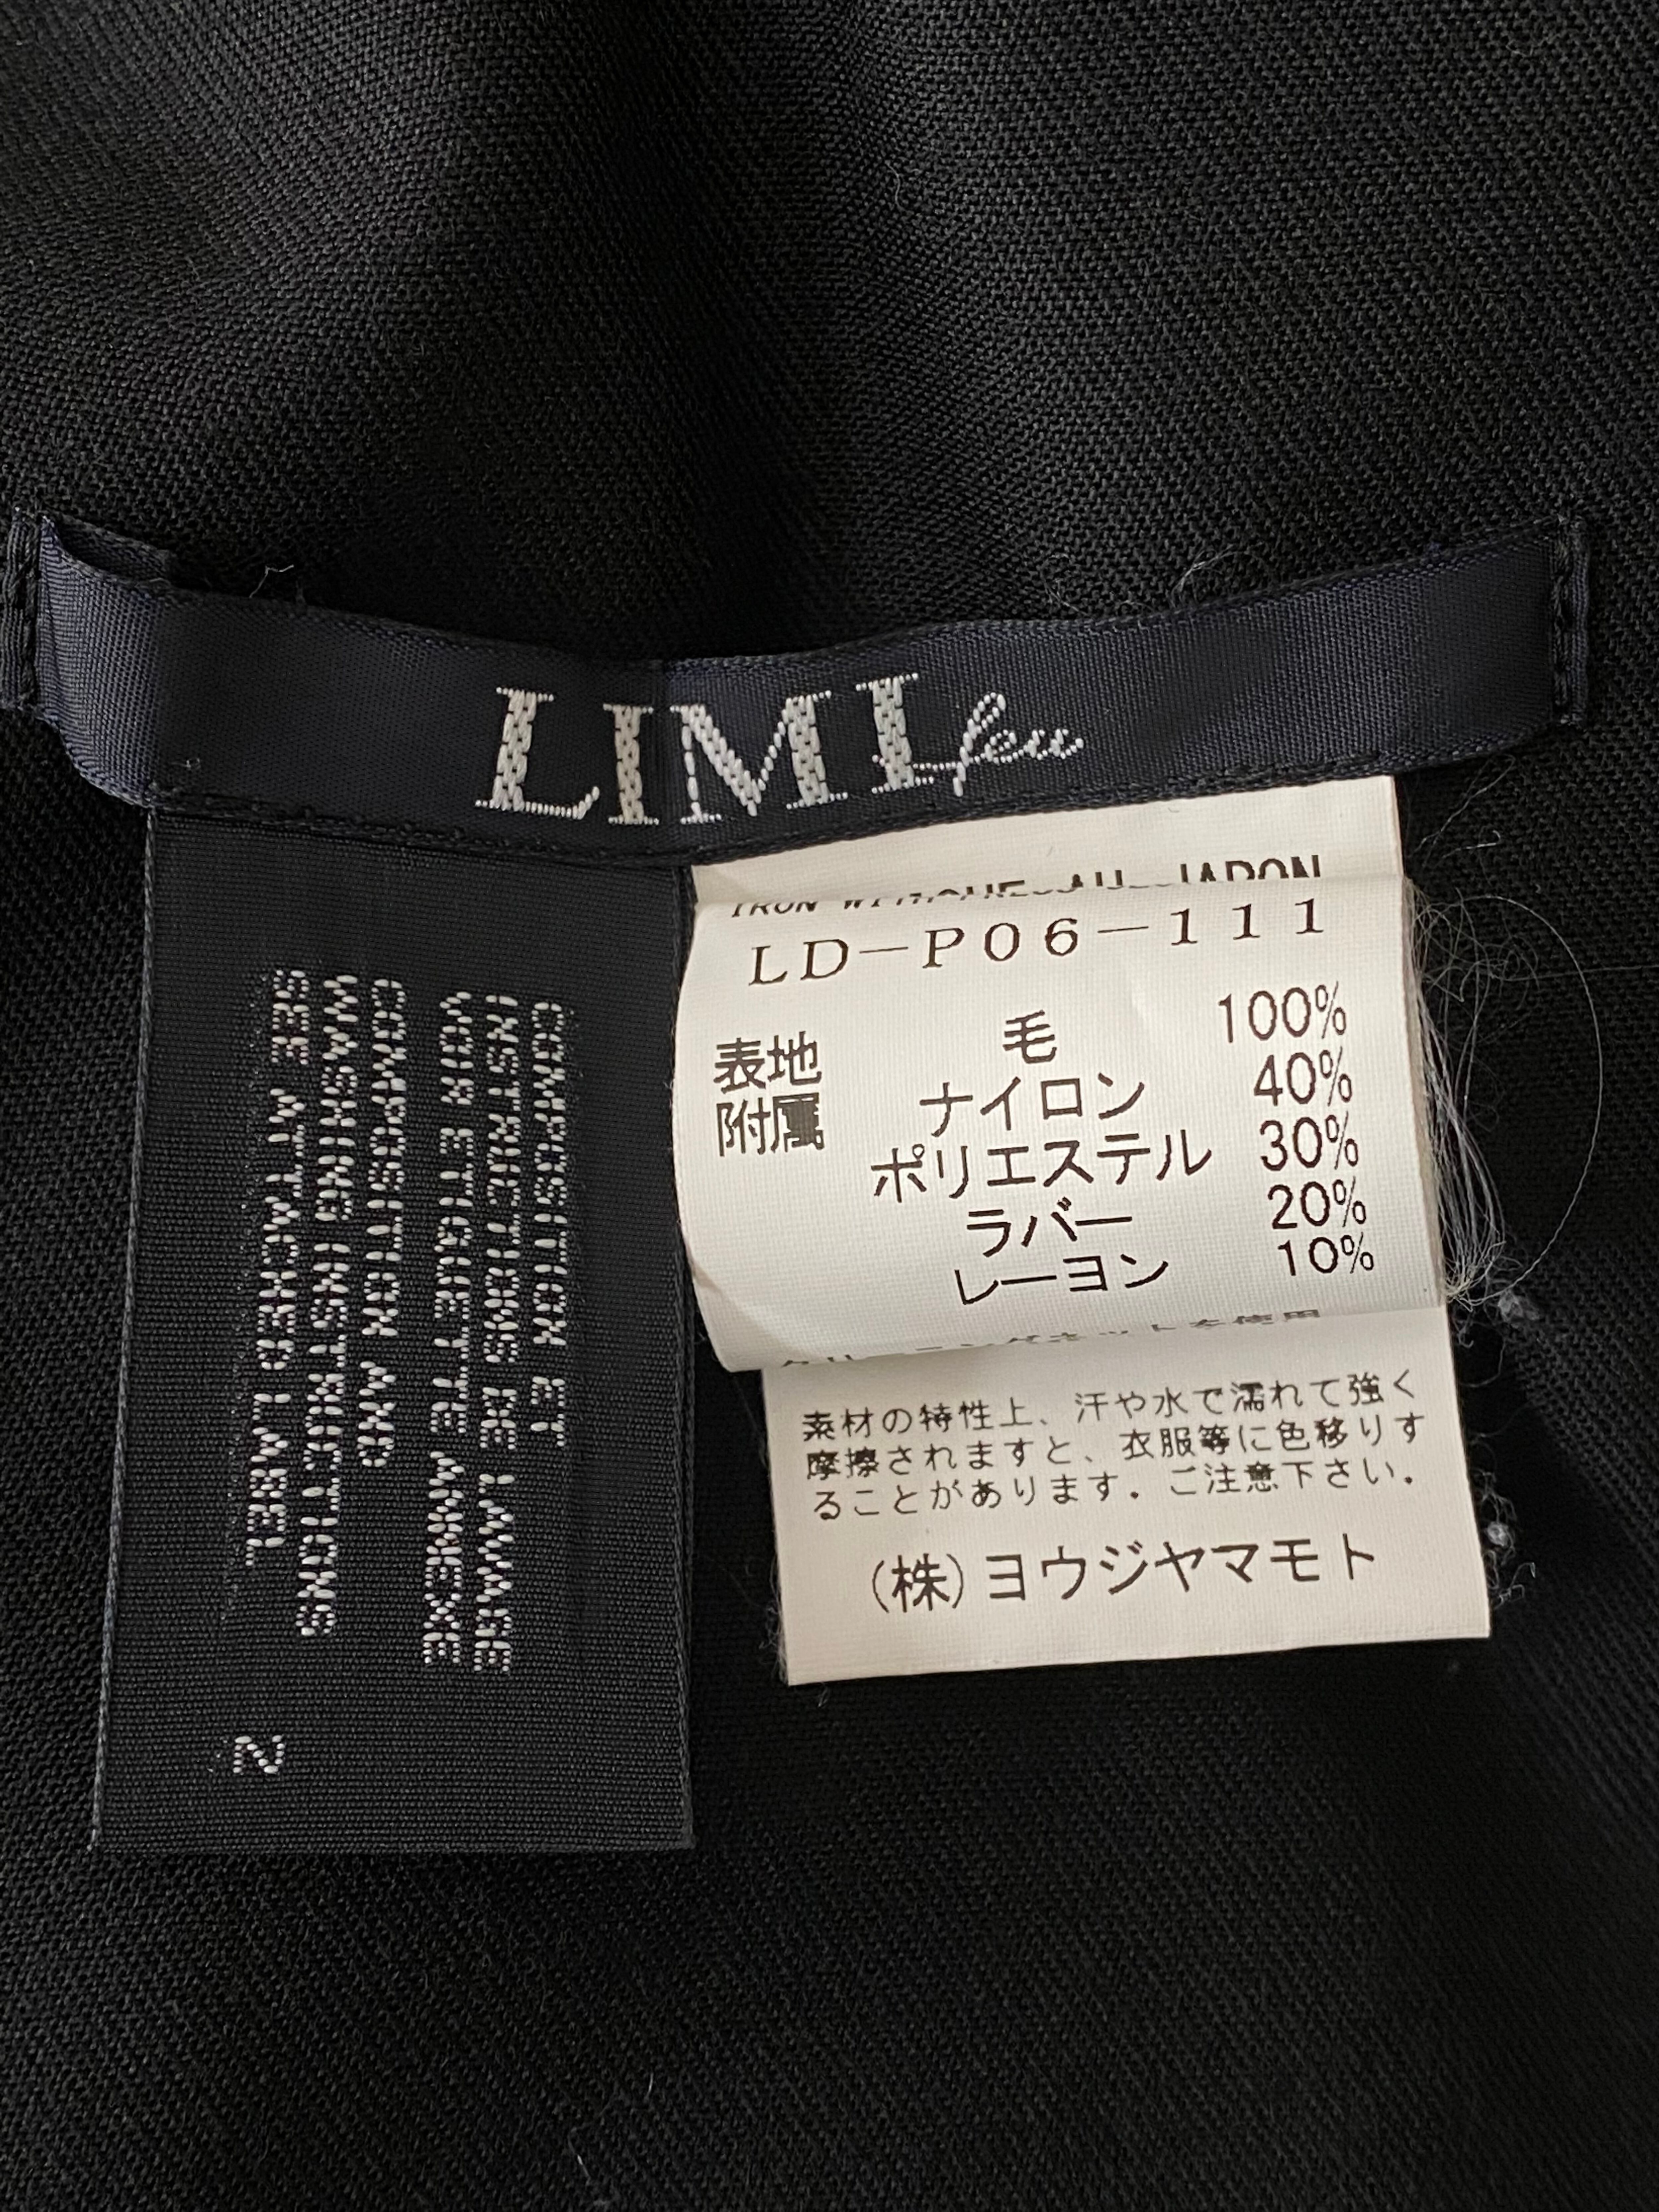 LIMI feu
COMPOSITION ET
INSTRUCTIONS DE LAVAGE
VOIR ETIQUETTE ANNEXE
COMPOSITION AND
WASHING INSTRUCTIONS
SEE ATTACHED LABEL
2
JAPON
LD-P06-111
表地 毛 100%
附属 ナイロン 40%
ポリエステル 30%
ラバー 20%
レーヨン 10%
素材の特性上、汗や水で濡れて強く
摩擦されますと、衣服等に色移りす
ることがあります。ご注意下さい。
(株)ヨウジヤマモト